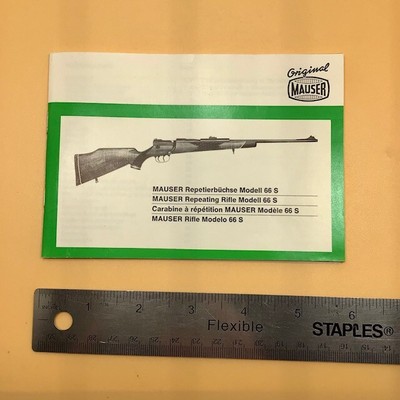 Original
MAUSER
MAUSER Repetierbüchse Modell 66 S
MAUSER Repeating Rifle Modell 66 S
Carabine à répétition MAUSER Modèle 66 S
MAUSER Rifle Modelo 66 S
1 2 3 4 5 6
Flexible STAPLES®